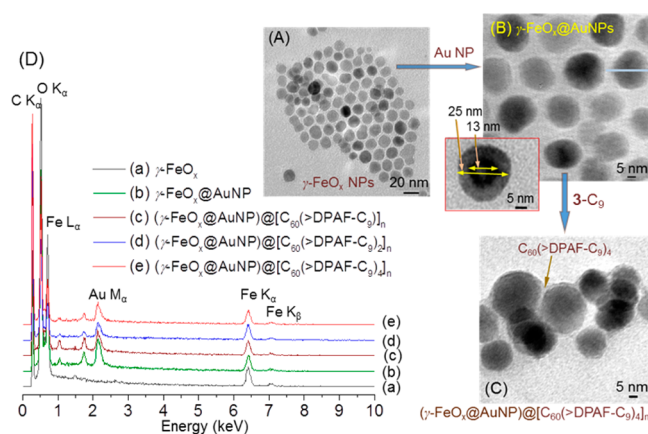 (A)
γ-FeOₓ NPs
20 nm
Au NP
(B) γ-FeOₓ@AuNPs
5 nm
25 nm
13 nm
5 nm
3-C₉
C₆₀(>DPAF-C₉)₄
(C)
5 nm
(γ-FeOₓ@AuNP)@[C₆₀(>DPAF-C₉)₄]ₙ
(D)
O Kα
C Kα
Fe Lα
(a) γ-FeOₓ
(b) γ-FeOₓ@AuNP
(c) (γ-FeOₓ@AuNP)@[C₆₀(>DPAF-C₉)]ₙ
(d) (γ-FeOₓ@AuNP)@[C₆₀(>DPAF-C₉)₂]ₙ
(e) (γ-FeOₓ@AuNP)@[C₆₀(>DPAF-C₉)₄]ₙ
Au Mα
Fe Kα
Fe Kβ
(e)
(d)
(c)
(b)
(a)
0 1 2 3 4 5 6 7 8 9 10
Energy (keV)